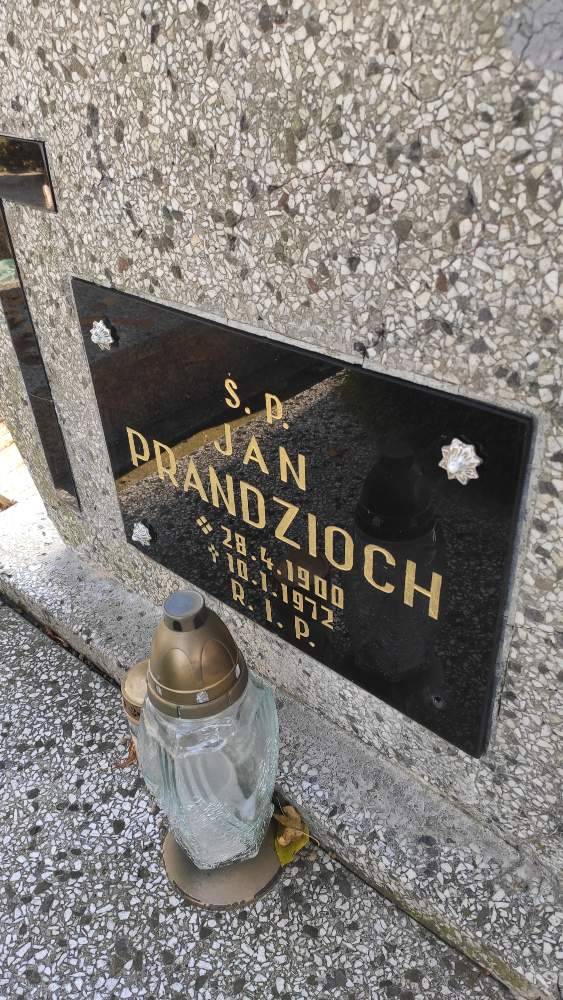 S. P.
JAN
PRANDZIOCH
* 28.4.1900
† 10.1.1972
R. I. P.